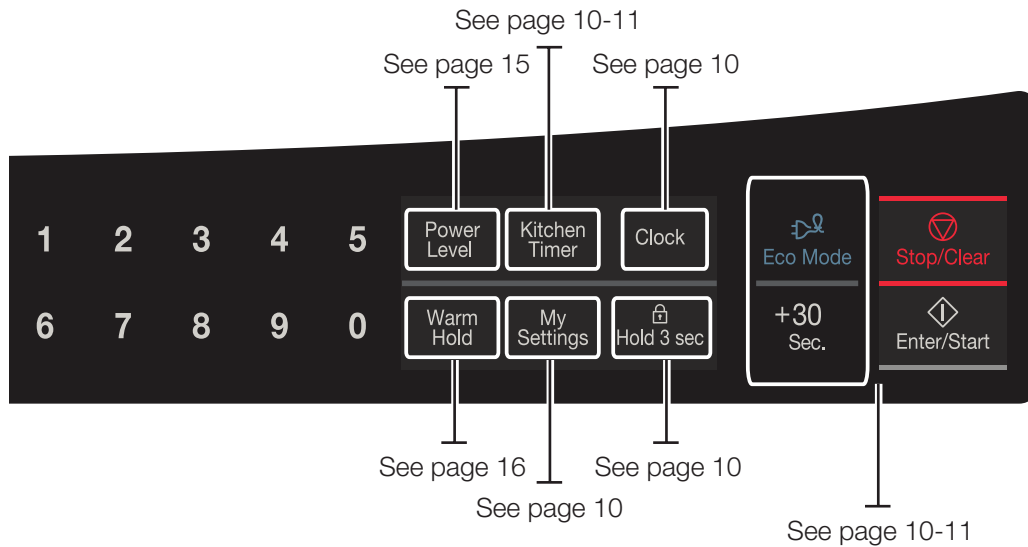 See page 10-11
See page 15
See page 10
1 2 3 4 5
Power
Level
Kitchen
Timer
Clock
Eco Mode
Stop/Clear
6 7 8 9 0
Warm
Hold
My
Settings
Hold 3 sec
+30
Sec.
Enter/Start
See page 16
See page 10
See page 10
See page 10-11